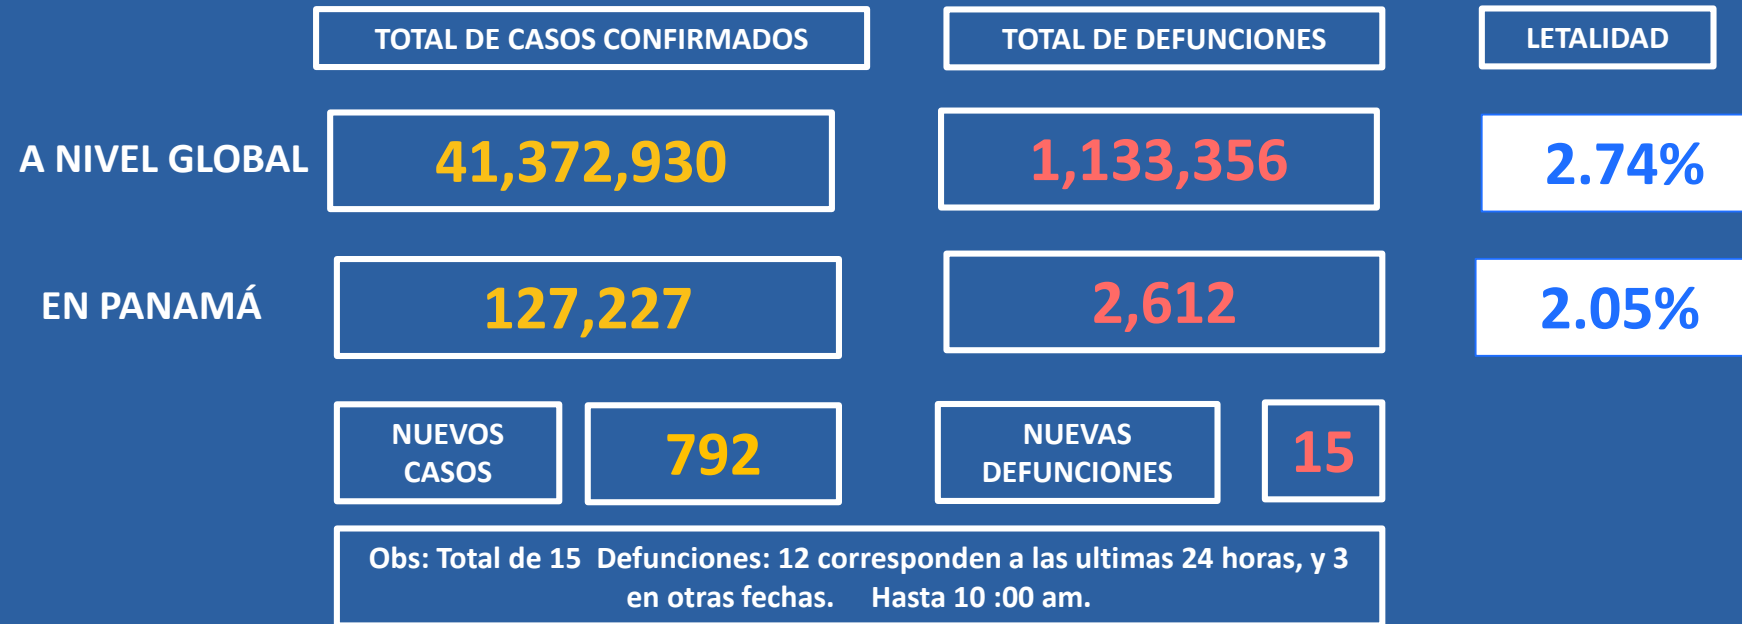 TOTAL DE CASOS CONFIRMADOS
TOTAL DE DEFUNCIONES
LETALIDAD
A NIVEL GLOBAL
41,372,930
1,133,356
2.74%
EN PANAMÁ
127,227
2,612
2.05%
NUEVOS
CASOS
792
NUEVAS
DEFUNCIONES
15
Obs: Total de 15 Defunciones: 12 corresponden a las ultimas 24 horas, y 3
en otras fechas. Hasta 10 :00 am.